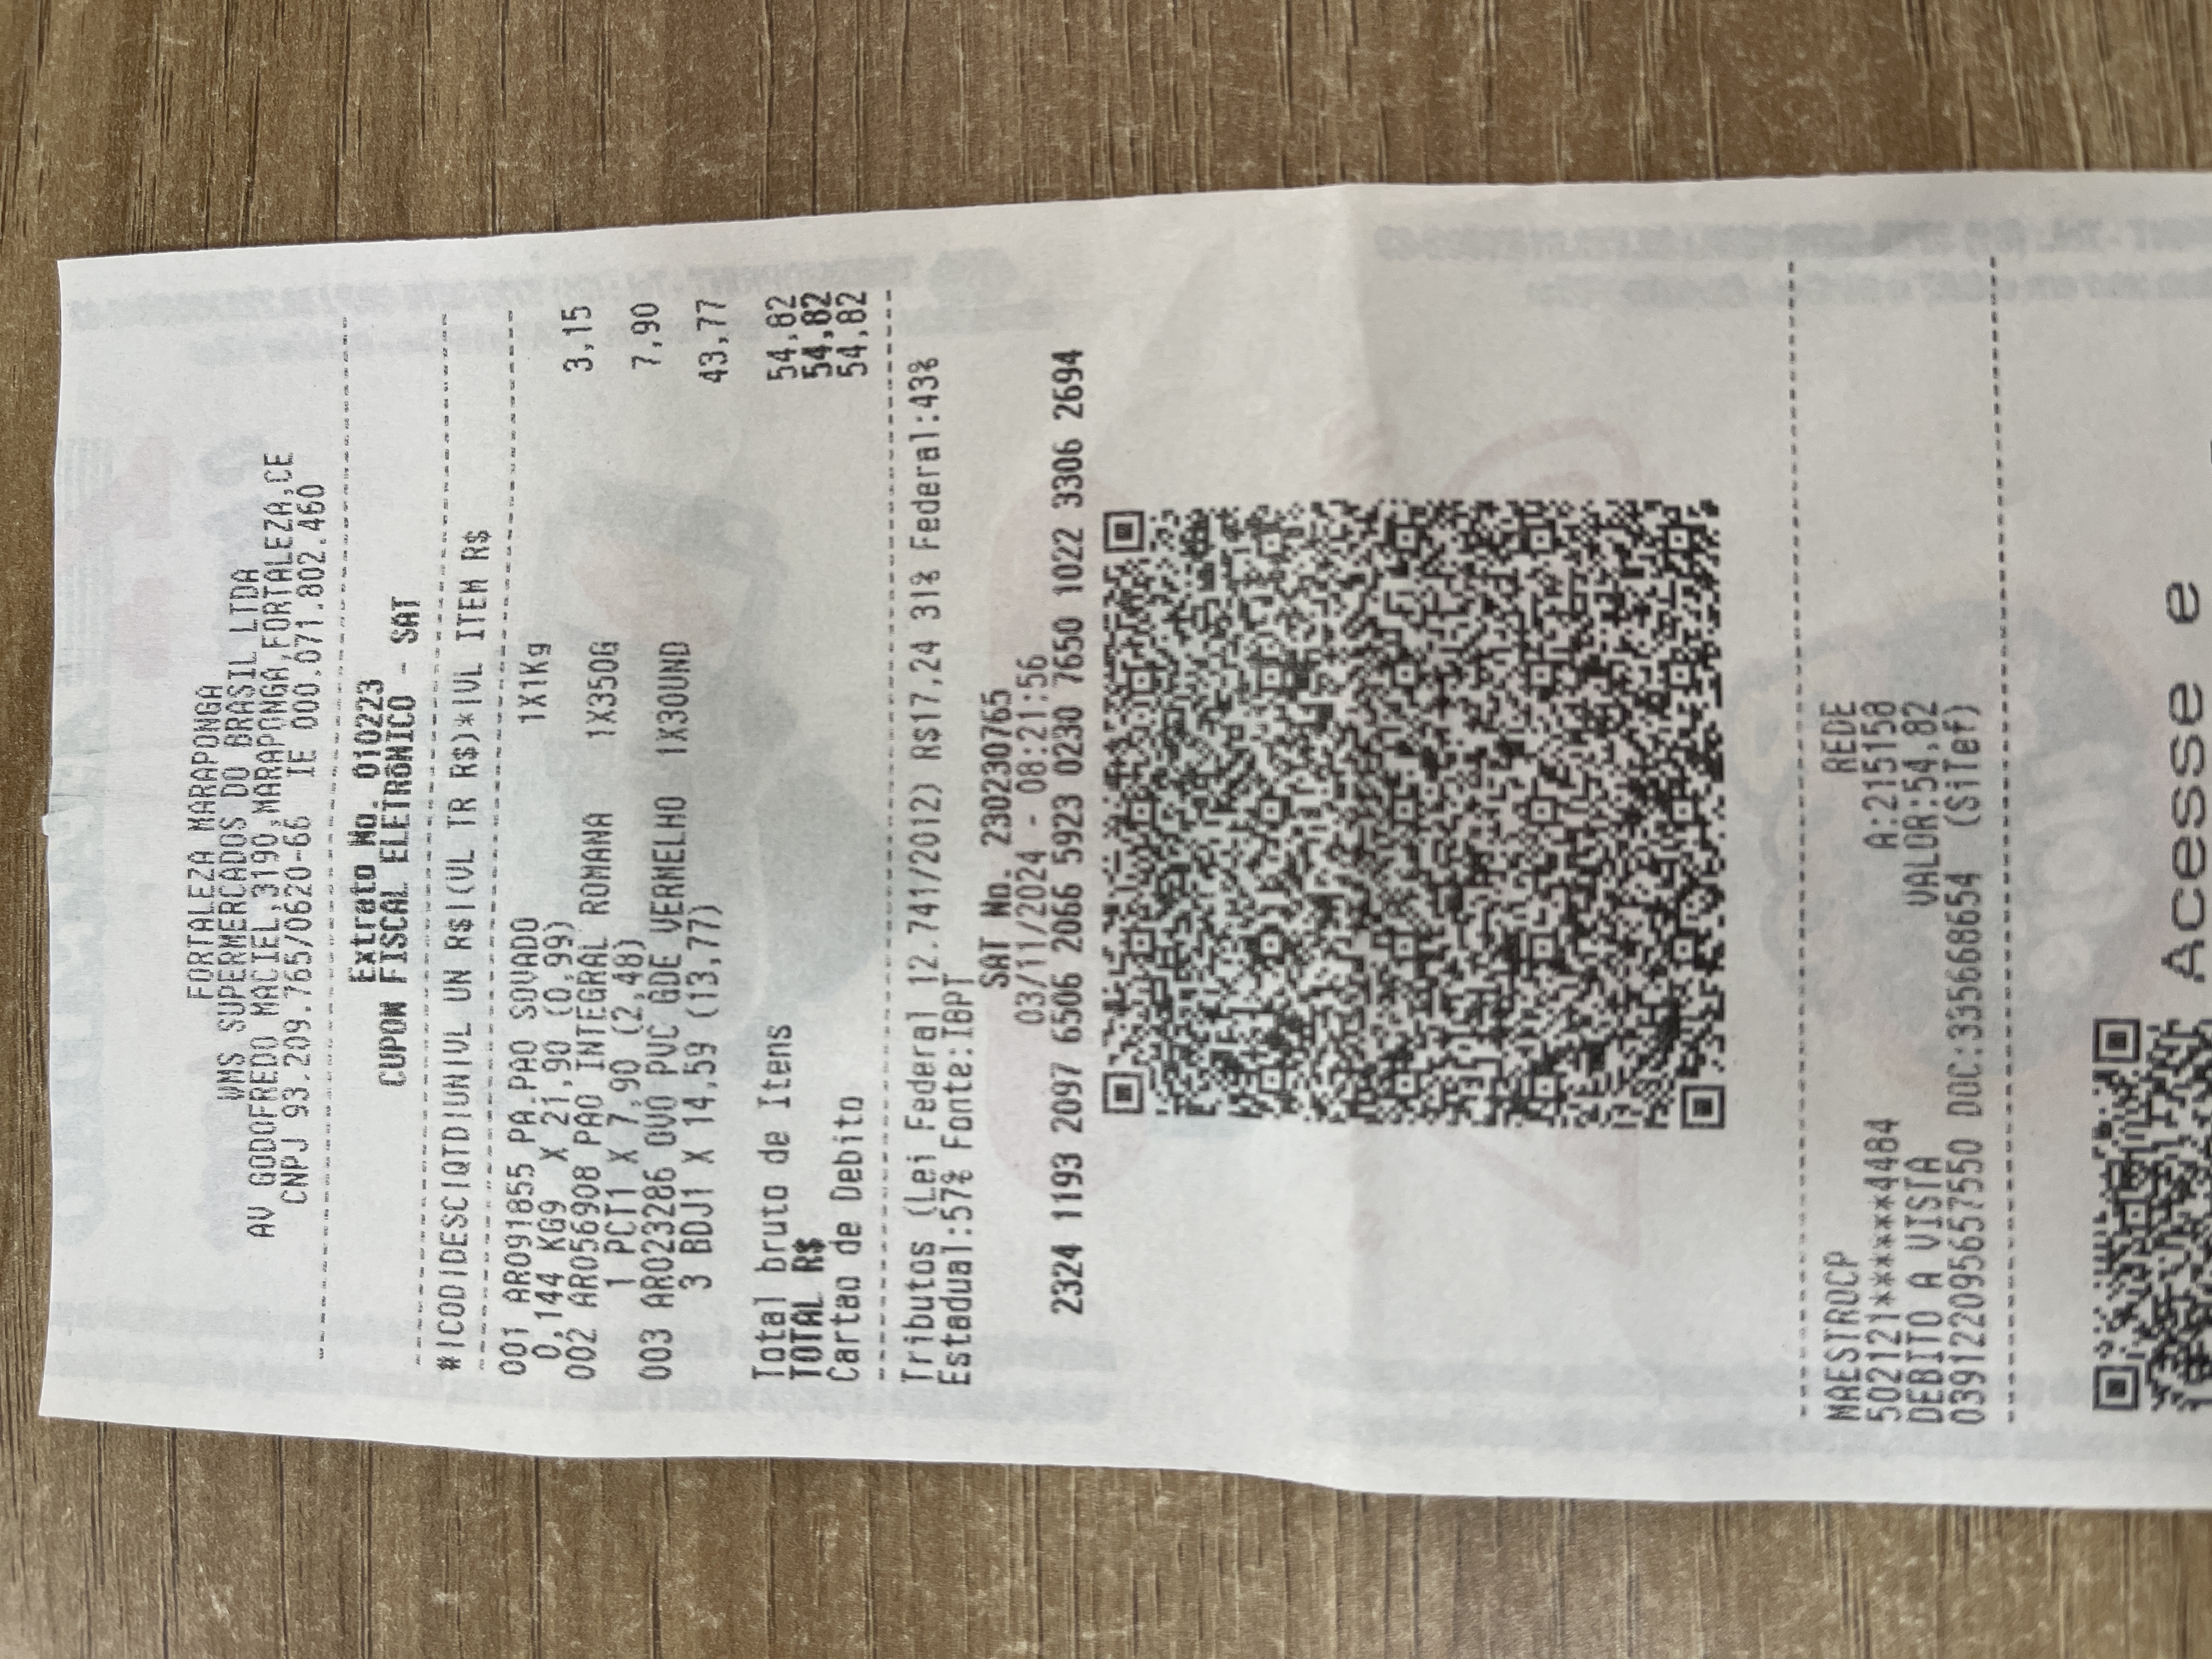 FORTALEZA MARAPONGA
WMS SUPERMERCADOS DO BRASIL LTDA
AV GODOFREDO MACIEL,3190,MARAPONGA,FORTALEZA,CE
CNPJ 93.209.765/0620-66 IE 000.071.802.460
Extrato No. 010223
CUPOM FISCAL ELETRÔNICO - SAT
#|COD|DESC|QTD|UN|VL UN R$|(VL TR R$)*|VL ITEM R$
001 ARO91855 PA.PAO SOVADO 1X1Kg
0,144 KG9 X 21,90 (0,99) 3,15
002 ARO56908 PAO INTEGRAL ROMANA 1X350G
1 PCT1 X 7,90 (2,48) 7,90
003 ARO23286 OVO PVC GDE VERMELHO 1X30UND
3 BDJ1 X 14,59 (13,77) 43,77
Total bruto de Itens 54,82
TOTAL R$ 54,82
Cartao de Debito 54,82
Tributos (Lei Federal 12.741/2012) R$17,24 31% Federal:43%
Estadual:57% Fonte:IBPT
SAT No. 230230765
03/11/2024 - 08:21:56
2324 1193 2097 6506 2066 5923 0230 7650 1022 3306 2694
MAESTROCP REDE
502121******4484 A:215158
DEBITO A VISTA VALOR:54,82
039122095657550 DOC:335668654 (SiTef)
Acesse e